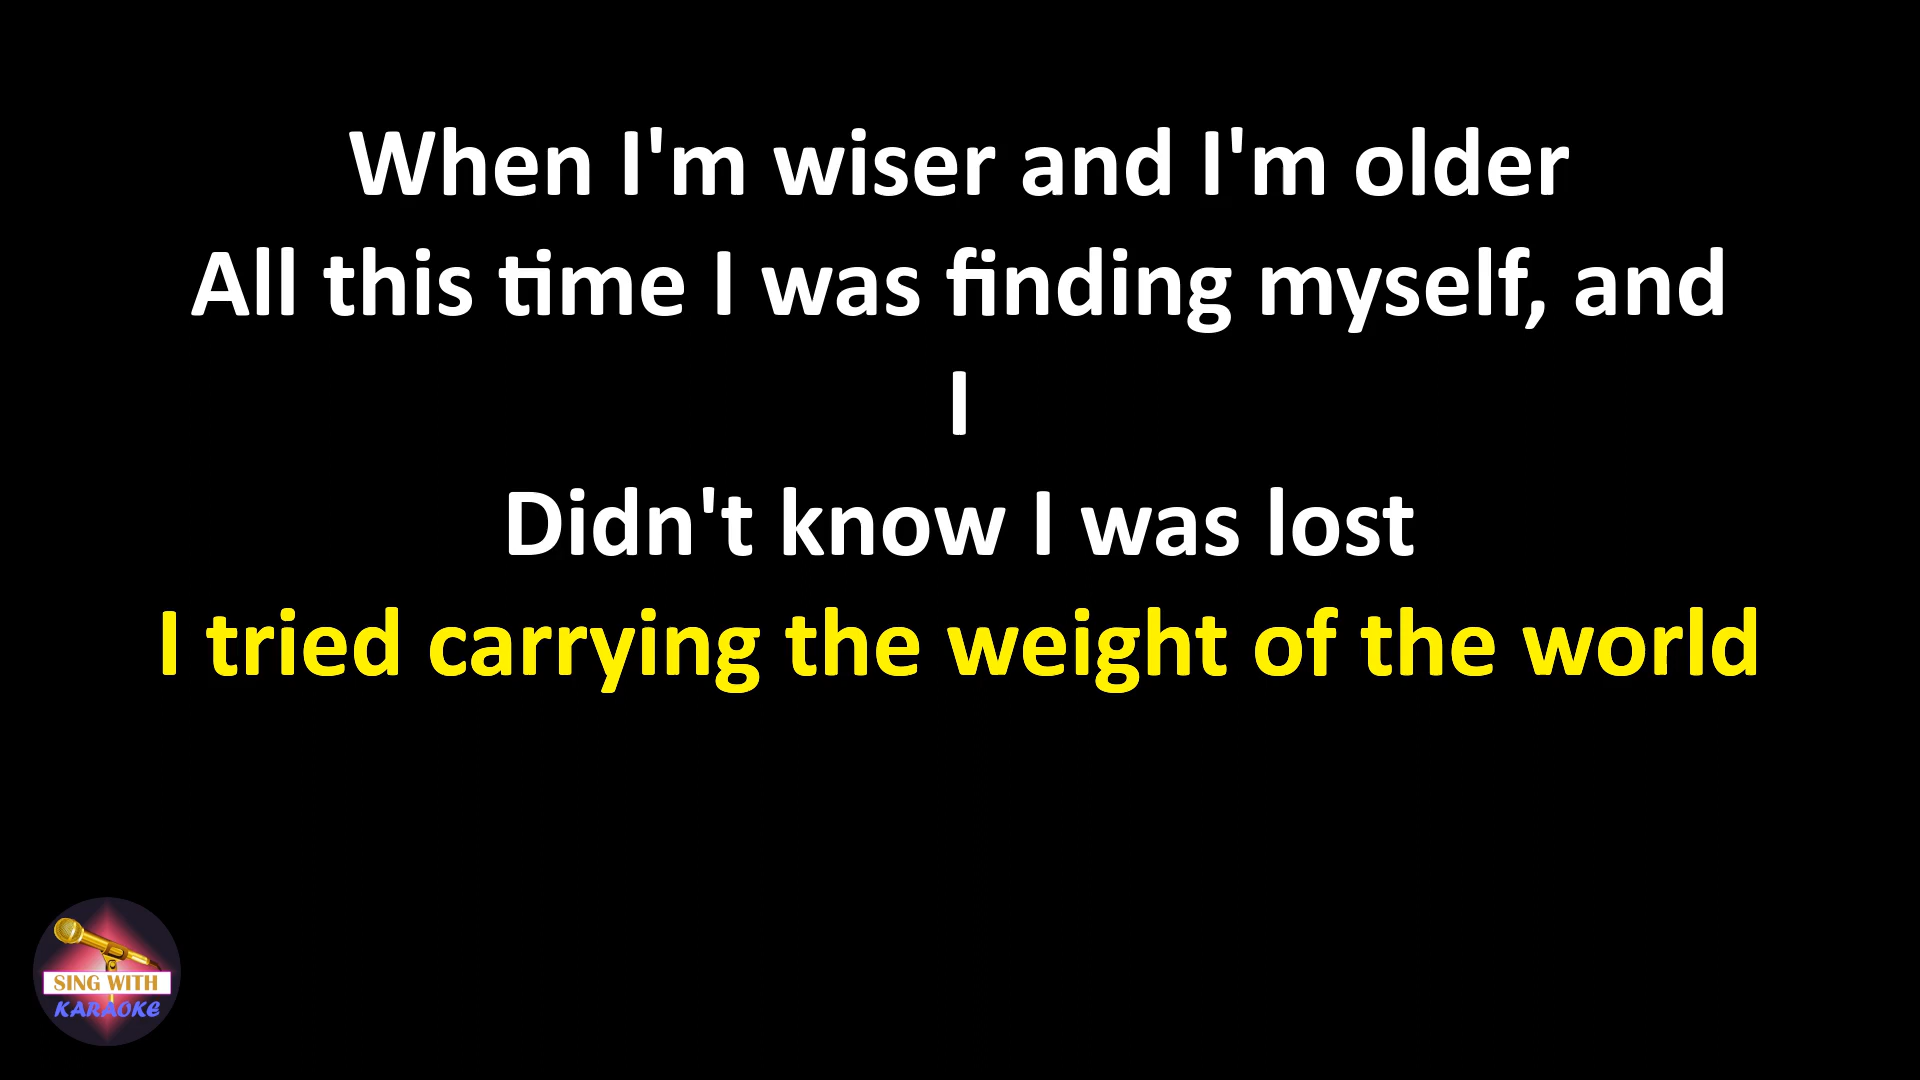 When I'm wiser and I'm older
All this time I was finding myself, and
I
Didn't know I was lost
I tried carrying the weight of the world
SING WITH
KARAOKE